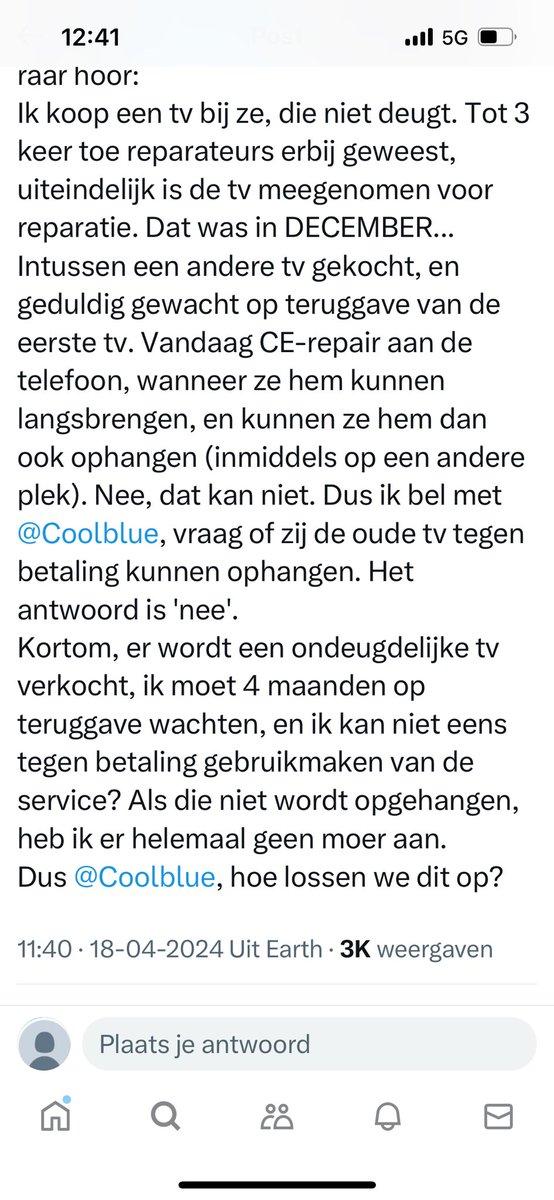 12:41
5G
raar hoor:
Ik koop een tv bij ze, die niet deugt. Tot 3
keer toe reparateurs erbij geweest,
uiteindelijk is de tv meegenomen voor
reparatie. Dat was in DECEMBER...
Intussen een andere tv gekocht, en
geduldig gewacht op teruggave van de
eerste tv. Vandaag CE-repair aan de
telefoon, wanneer ze hem kunnen
langsbrengen, en kunnen ze hem dan
ook ophangen (inmiddels op een andere
plek). Nee, dat kan niet. Dus ik bel met
@Coolblue, vraag of zij de oude tv tegen
betaling kunnen ophangen. Het
antwoord is 'nee'.
Kortom, er wordt een ondeugdelijke tv
verkocht, ik moet 4 maanden op
teruggave wachten, en ik kan niet eens
tegen betaling gebruikmaken van de
service? Als die niet wordt opgehangen,
heb ik er helemaal geen moer aan.
Dus @Coolblue, hoe lossen we dit op?
11:40 · 18-04-2024 Uit Earth · 3K weergaven
Plaats je antwoord